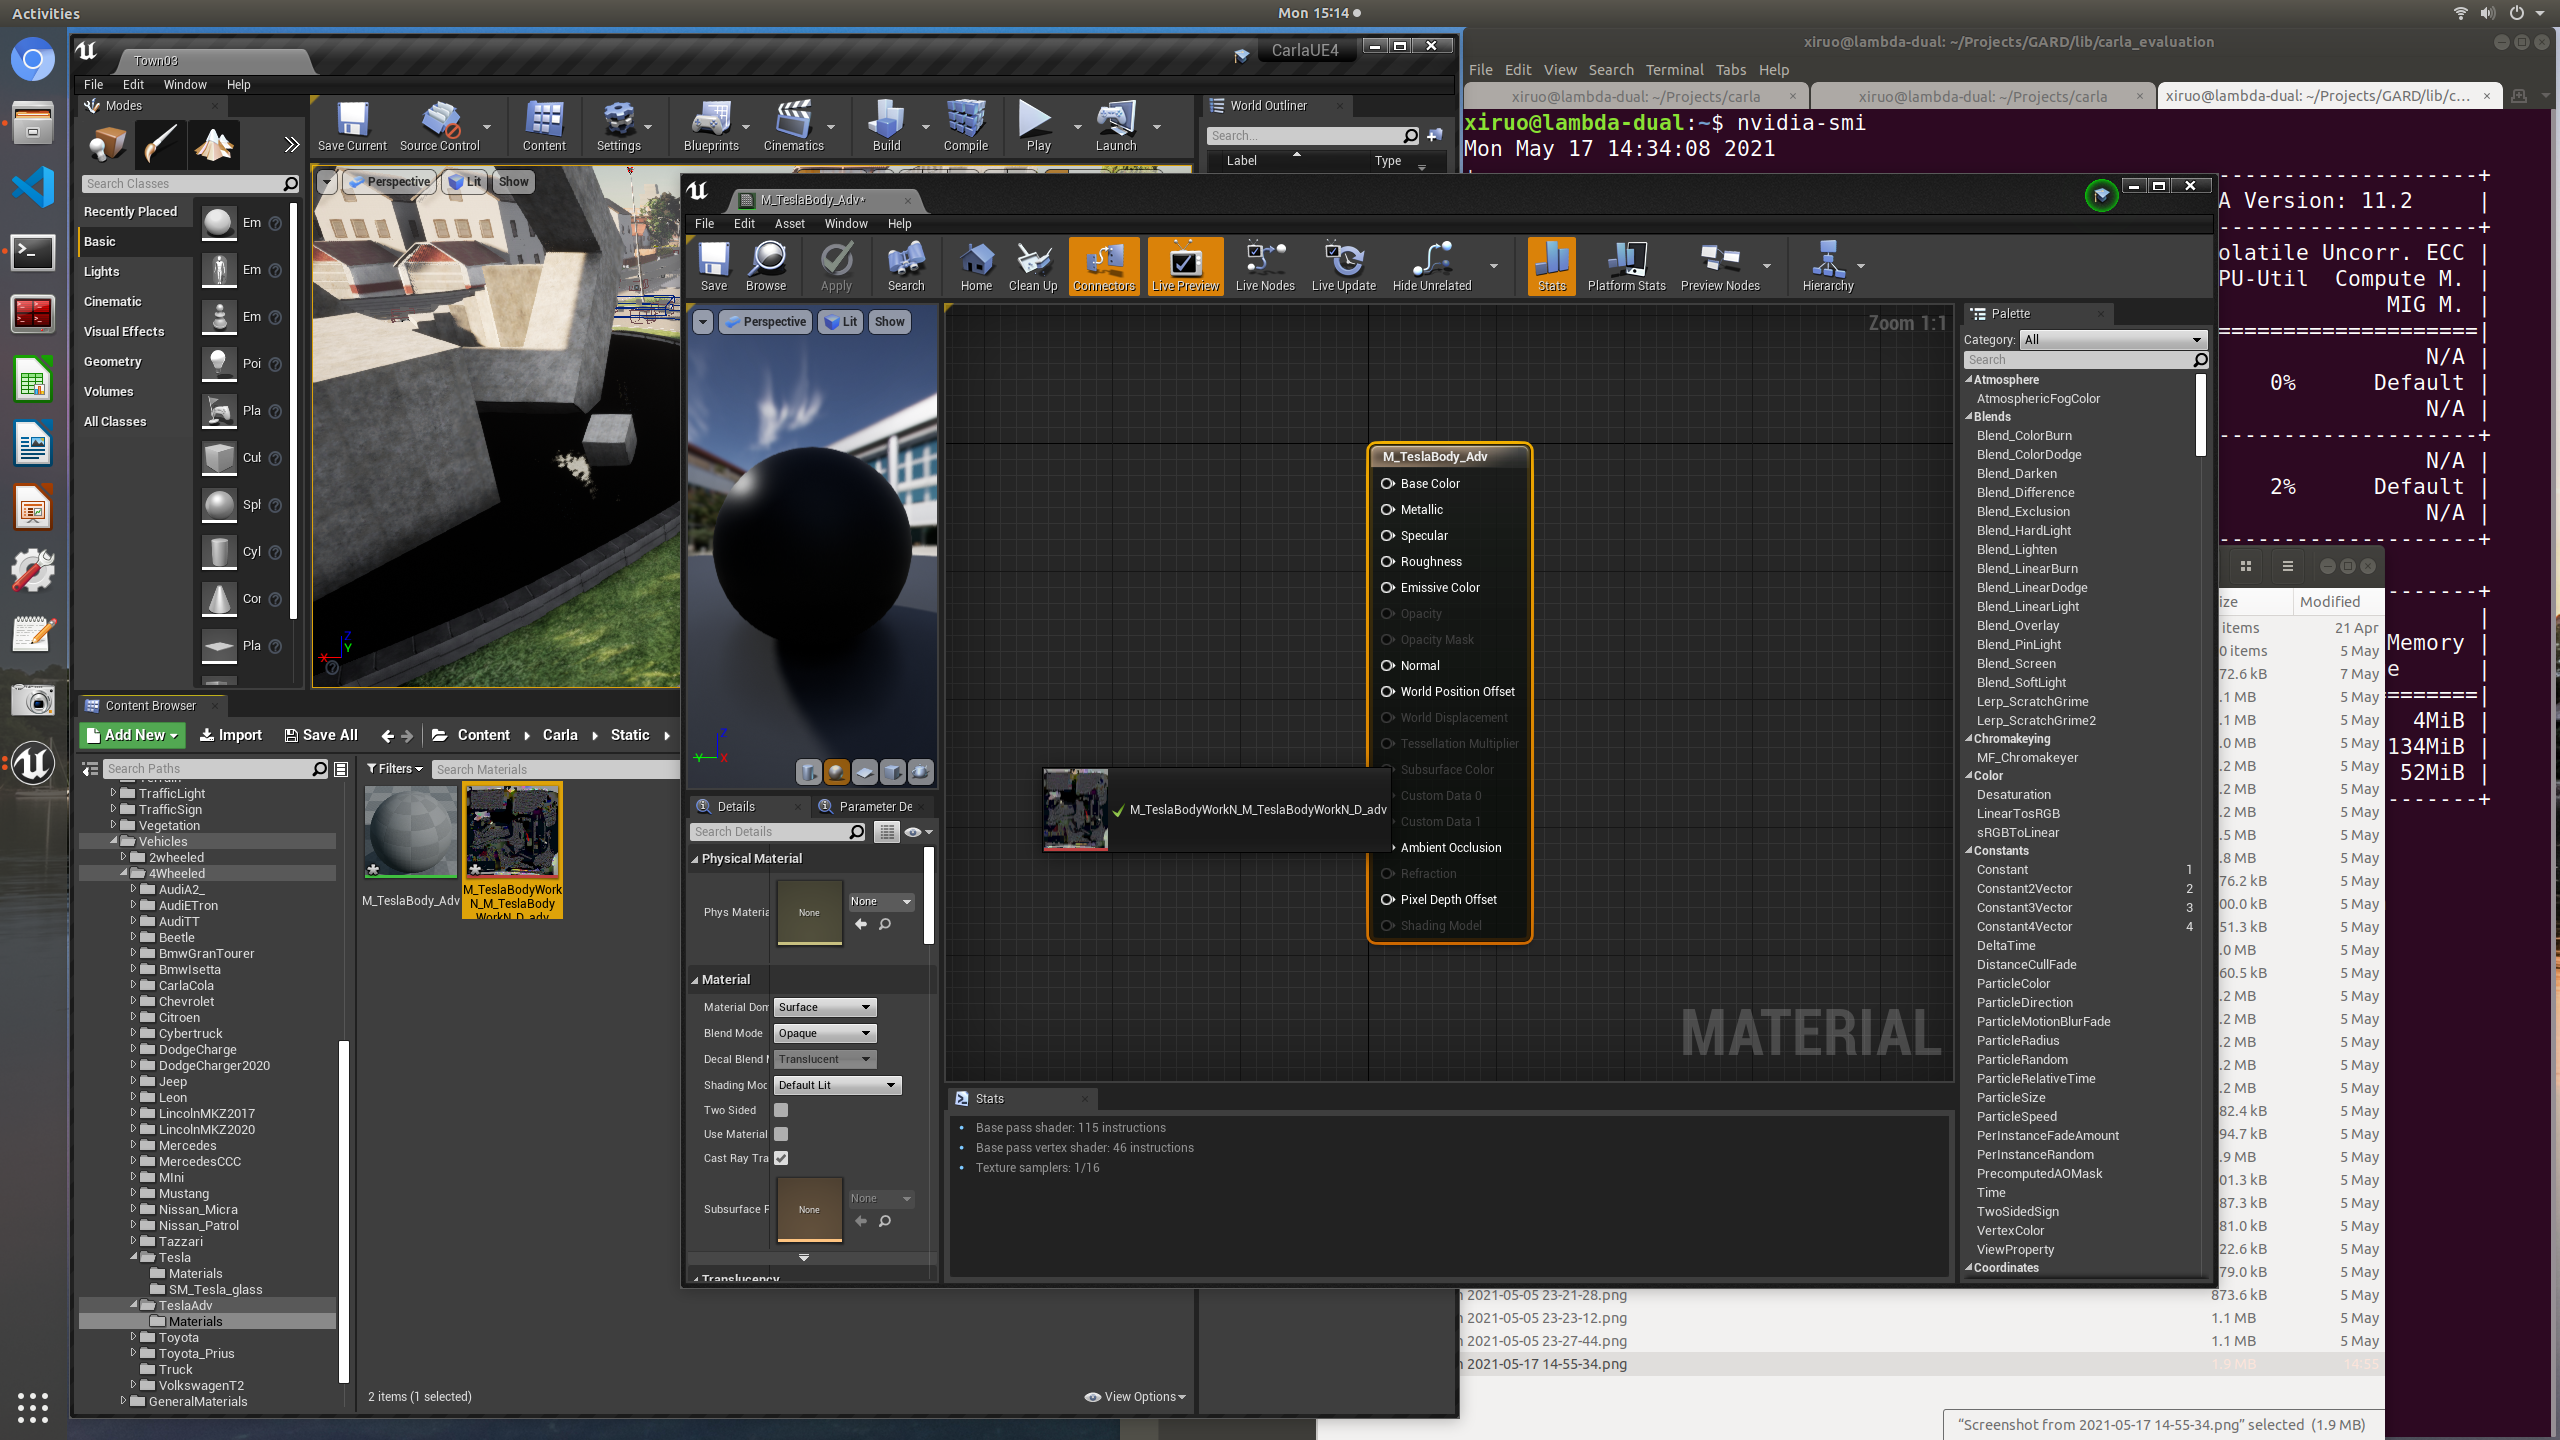 Activities
Mon 15:14
Town03
CarlaUE4
File Edit Window Help
Modes
Search Classes
Recently Placed
Basic
Lights
Cinematic
Visual Effects
Geometry
Volumes
All Classes
Em
Em
Em
Poi
Pla
Cul
Spl
Cyl
Cor
Pla
Save Current
Source Control
Content
Settings
Blueprints
Cinematics
Build
Compile
Play
Launch
Perspective
Lit
Show
World Outliner
Search...
Label
Type
xiruo@lambda-dual: ~/Projects/GARD/lib/carla_evaluation
File Edit View Search Terminal Tabs Help
xiruo@lambda-dual: ~/Projects/carla
xiruo@lambda-dual: ~/Projects/carla
xiruo@lambda-dual: ~/Projects/GARD/lib/c...
xiruo@lambda-dual:~$ nvidia-smi
Mon May 17 14:34:08 2021
A Version: 11.2 |
olatile Uncorr. ECC |
PU-Util Compute M. |
MIG M. |
N/A |
0% Default |
N/A |
N/A |
2% Default |
N/A |
Memory |
e |
4MiB |
134MiB |
52MiB |
M_TeslaBody_Adv*
File Edit Asset Window Help
Save
Browse
Apply
Search
Home
Clean Up
Connectors
Live Preview
Live Nodes
Live Update
Hide Unrelated
Stats
Platform Stats
Preview Nodes
Hierarchy
Perspective
Lit
Show
Zoom 1:1
M_TeslaBody_Adv
Base Color
Metallic
Specular
Roughness
Emissive Color
Opacity
Opacity Mask
Normal
World Position Offset
World Displacement
Tessellation Multiplier
Subsurface Color
Custom Data 0
Custom Data 1
Ambient Occlusion
Refraction
Pixel Depth Offset
Shading Model
M_TeslaBodyWorkN_M_TeslaBodyWorkN_D_adv
MATERIAL
Stats
Base pass shader: 115 instructions
Base pass vertex shader: 46 instructions
Texture samplers: 1/16
Details
Parameter De
Search Details
Physical Material
Phys Materia
None
None
Material
Material Dom
Surface
Blend Mode
Opaque
Decal Blend M
Translucent
Shading Mod
Default Lit
Two Sided
Use Material
Cast Ray Tra
Subsurface P
None
None
Translucency
Palette
Category: All
Search
Atmosphere
AtmosphericFogColor
Blends
Blend_ColorBurn
Blend_ColorDodge
Blend_Darken
Blend_Difference
Blend_Exclusion
Blend_HardLight
Blend_Lighten
Blend_LinearBurn
Blend_LinearDodge
Blend_LinearLight
Blend_Overlay
Blend_PinLight
Blend_Screen
Blend_SoftLight
Lerp_ScratchGrime
Lerp_ScratchGrime2
Chromakeying
MF_Chromakeyer
Color
Desaturation
LinearTosRGB
sRGBToLinear
Constants
Constant 1
Constant2Vector 2
Constant3Vector 3
Constant4Vector 4
DeltaTime
DistanceCullFade
ParticleColor
ParticleDirection
ParticleMotionBlurFade
ParticleRadius
ParticleRandom
ParticleRelativeTime
ParticleSize
ParticleSpeed
PerInstanceFadeAmount
PerInstanceRandom
PrecomputedAOMask
Time
TwoSidedSign
VertexColor
ViewProperty
Coordinates
Content Browser
Add New
Import
Save All
Content
Carla
Static
Search Paths
Filters
Search Materials
Terrain
TrafficLight
TrafficSign
Vegetation
Vehicles
2wheeled
4Wheeled
AudiA2_
AudiETron
AudiTT
Beetle
BmwGranTourer
BmwIsetta
CarlaCola
Chevrolet
Citroen
Cybertruck
DodgeCharge
DodgeCharger2020
Jeep
Leon
LincolnMKZ2017
LincolnMKZ2020
Mercedes
MercedesCCC
MIni
Mustang
Nissan_Micra
Nissan_Patrol
Tazzari
Tesla
Materials
SM_Tesla_glass
TeslaAdv
Materials
Toyota
Toyota_Prius
Truck
VolkswagenT2
GeneralMaterials
M_TeslaBody_Adv
M_TeslaBodyWork
N_M_TeslaBody
WorkN_D_adv
2 items (1 selected)
View Options
ize Modified
items 21 Apr
0 items 5 May
72.6 kB 7 May
.1 MB 5 May
.1 MB 5 May
.0 MB 5 May
.2 MB 5 May
.2 MB 5 May
.2 MB 5 May
.5 MB 5 May
.8 MB 5 May
76.2 kB 5 May
00.0 kB 5 May
51.3 kB 5 May
.0 MB 5 May
60.5 kB 5 May
.2 MB 5 May
.2 MB 5 May
.2 MB 5 May
.2 MB 5 May
.2 MB 5 May
82.4 kB 5 May
94.7 kB 5 May
.9 MB 5 May
01.3 kB 5 May
87.3 kB 5 May
81.0 kB 5 May
22.6 kB 5 May
79.0 kB 5 May
n 2021-05-05 23-21-28.png 873.6 kB 5 May
n 2021-05-05 23-23-12.png 1.1 MB 5 May
n 2021-05-05 23-27-44.png 1.1 MB 5 May
n 2021-05-17 14-55-34.png 1.9 MB 14:55
“Screenshot from 2021-05-17 14-55-34.png” selected (1.9 MB)